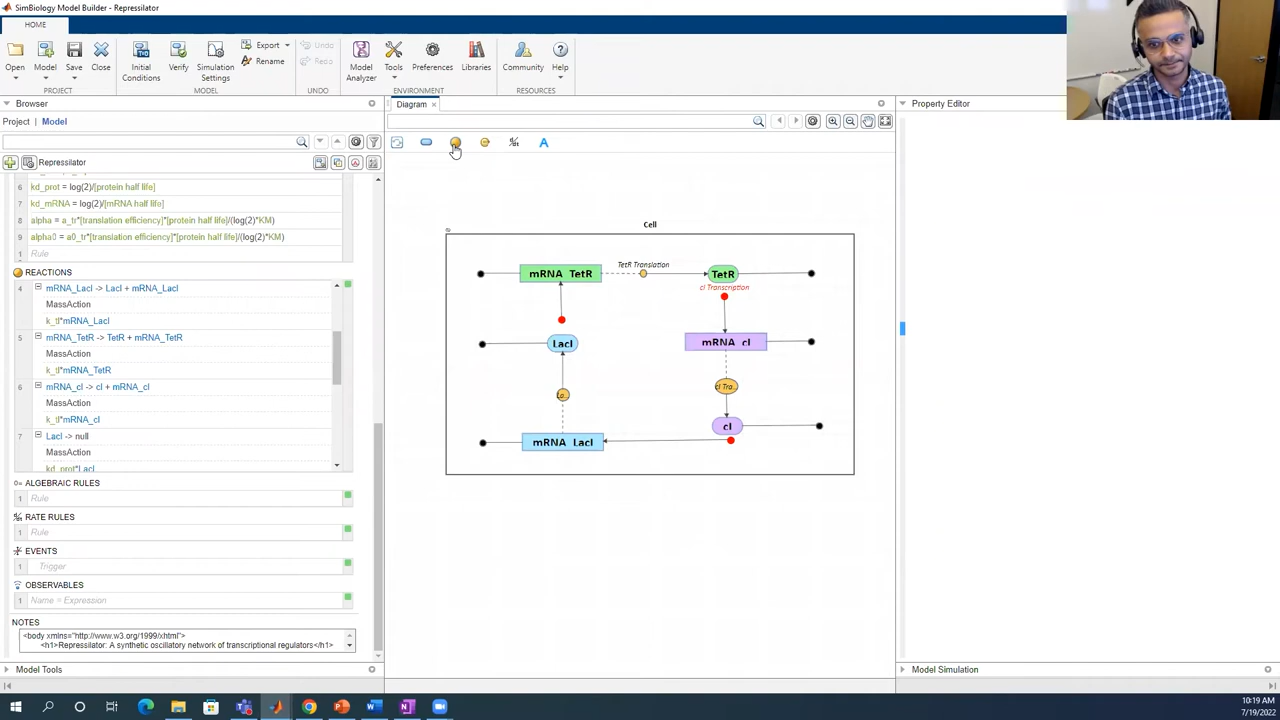 SimBiology Model Builder - Repressilator
HOME
Open
Model
Save
Close
Initial Conditions
Verify
Simulation Settings
Export
Rename
Undo
Redo
Model Analyzer
Tools
Preferences
Libraries
Community
Help
PROJECT
MODEL
UNDO
ENVIRONMENT
RESOURCES
Browser
Diagram
Property Editor
Project | Model
Repressilator
6 kd_prot = log(2)/[protein half life]
7 kd_mRNA = log(2)/[mRNA half life]
8 alpha = a_tr*[translation efficiency]*[protein half life]/(log(2)*KM)
9 alpha0 = a0_tr*[translation efficiency]*[protein half life]/(log(2)*KM)
Rule
REACTIONS
mRNA_LacI -> LacI + mRNA_LacI
MassAction
k_tl*mRNA_LacI
5 mRNA_TetR -> TetR + mRNA_TetR
MassAction
k_tl*mRNA_TetR
6 mRNA_cI -> cI + mRNA_cI
MassAction
k_tl*mRNA_cI
7 LacI -> null
MassAction
kd_prot*LacI
ALGEBRAIC RULES
1 Rule
RATE RULES
1 Rule
EVENTS
1 Trigger
OBSERVABLES
1 Name = Expression
NOTES
<body xmlns="http://www.w3.org/1999/xhtml">
<h1>Repressilator: A synthetic oscillatory network of transcriptional regulators</h1>
Model Tools
A
Cell
mRNA_TetR
TetR Translation
TetR
cI Transcription
LacI
mRNA_cI
La...
cI Tra...
cI
mRNA_LacI
Model Simulation
10:19 AM
7/19/2022